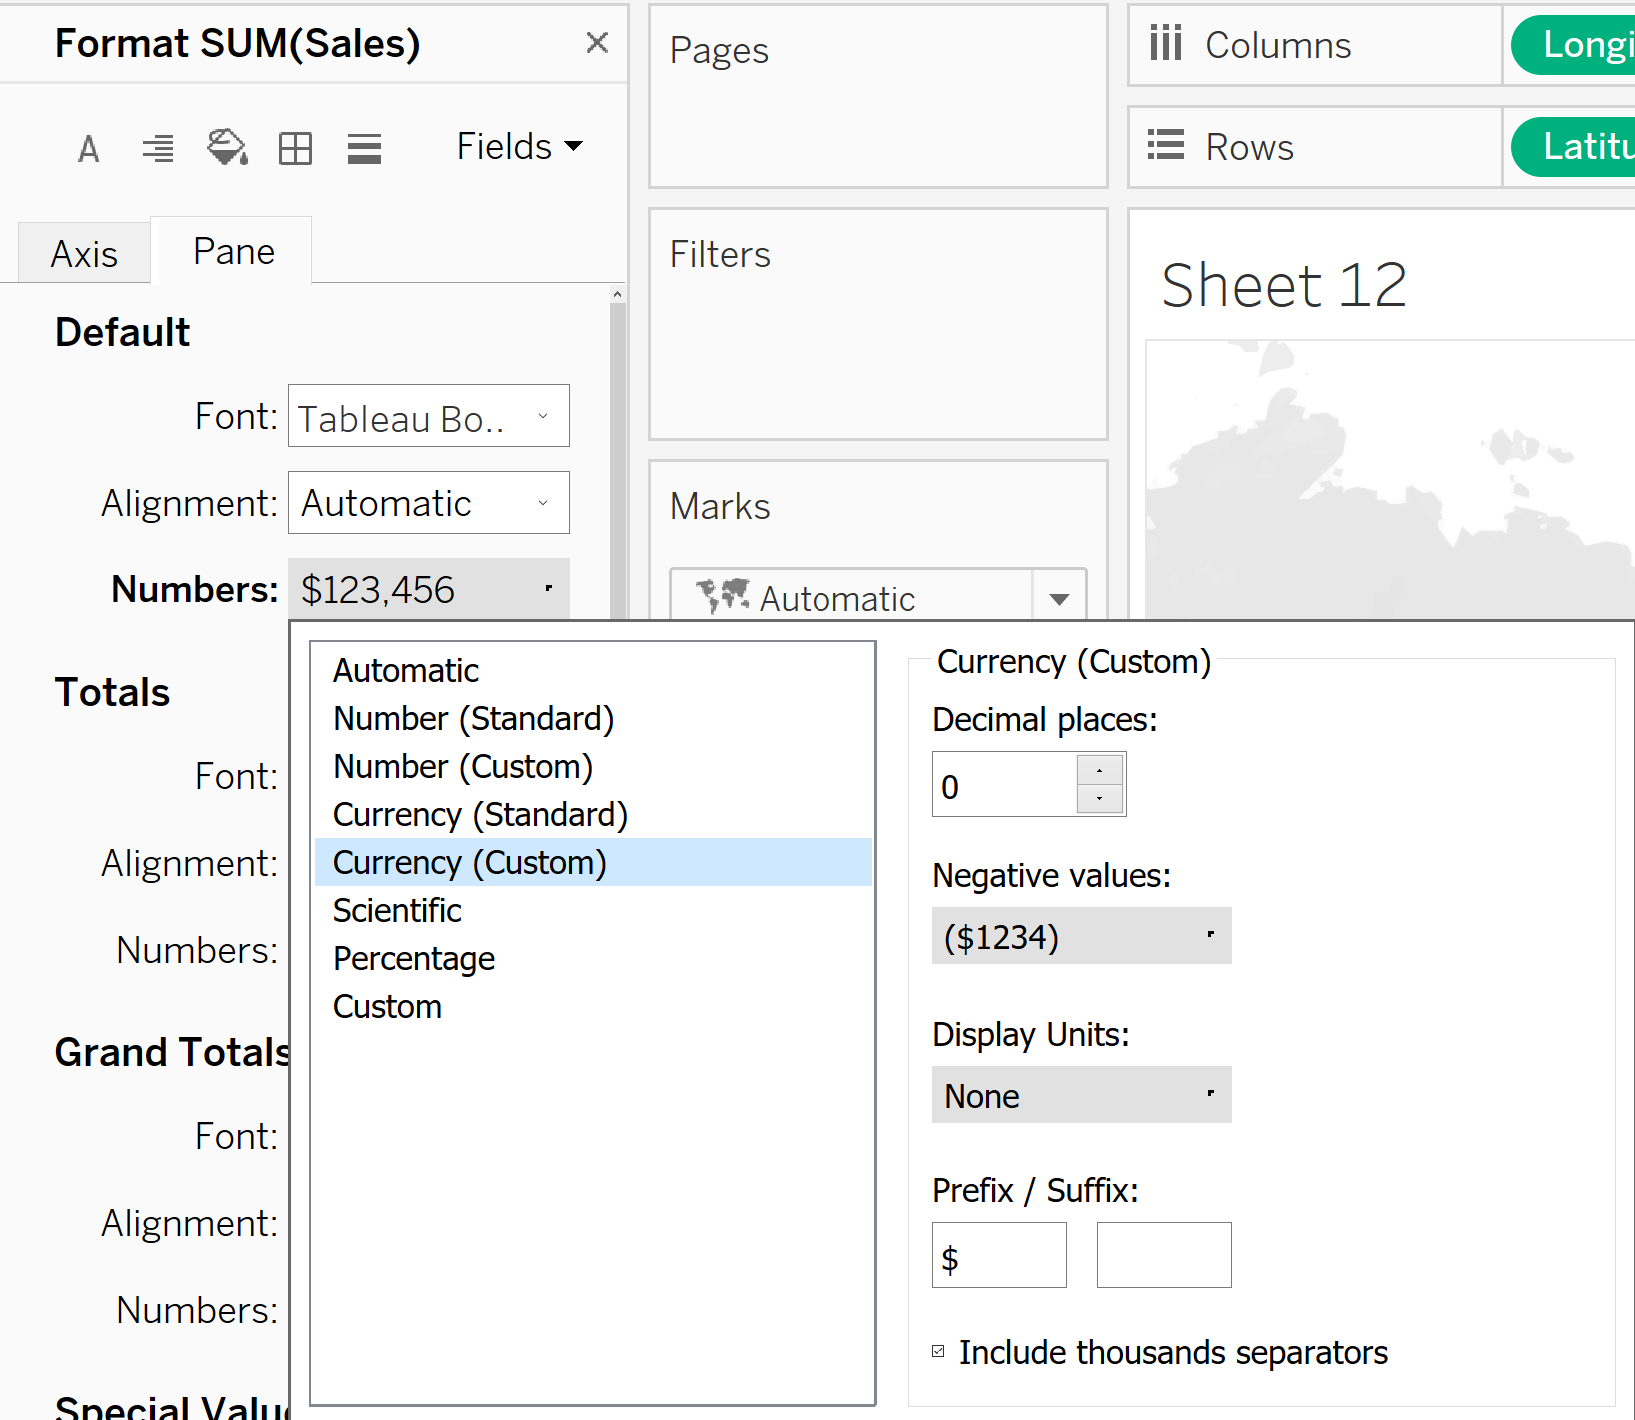 Format SUM(Sales)
Fields
Axis
Pane
Default
Font: Tableau Bo..
Alignment: Automatic
Numbers: $123,456
Totals
Font:
Alignment:
Numbers:
Grand Totals
Font:
Alignment:
Numbers:
Special Valu
Automatic
Number (Standard)
Number (Custom)
Currency (Standard)
Currency (Custom)
Scientific
Percentage
Custom
Currency (Custom)
Decimal places:
0
Negative values:
($1234)
Display Units:
None
Prefix / Suffix:
$
Include thousands separators
Pages
Filters
Marks
Automatic
Columns
Longi
Rows
Latitu
Sheet 12